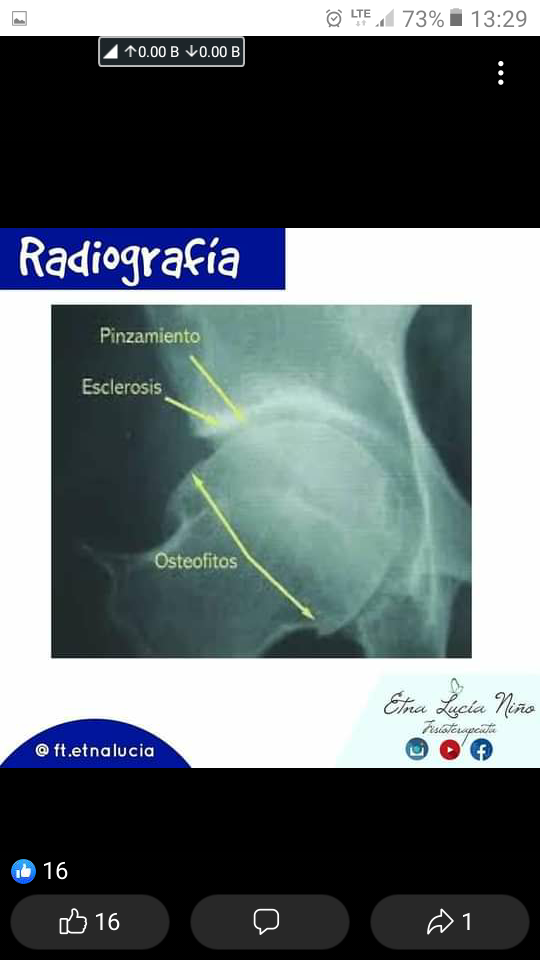 LTE 73% 13:29
↑0.00 B ↓0.00 B
Radiografía
Pinzamiento
Esclerosis
Osteofitos
Etna Lucía Niño
Fisioterapeuta
@ft.etnalucia
16
16 1